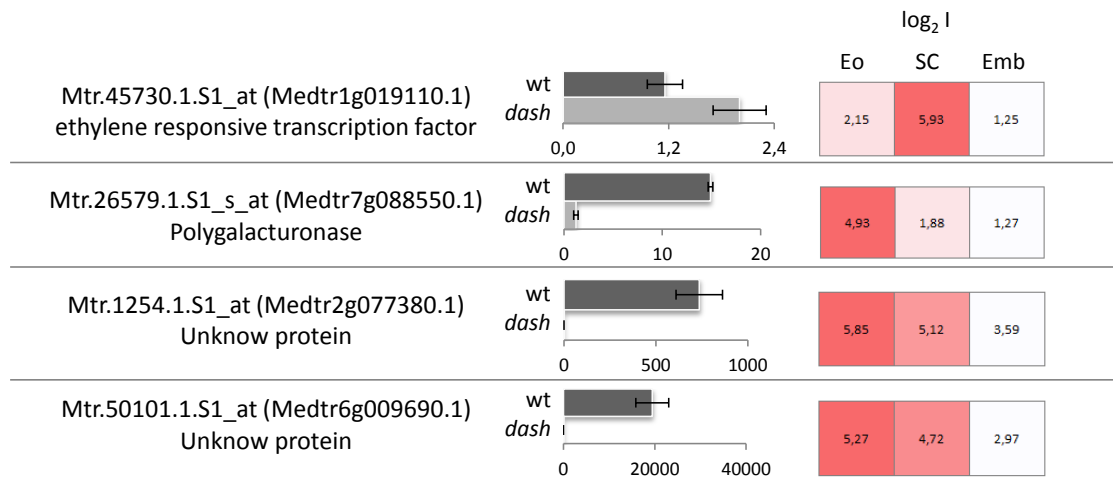 log₂ I
Eo SC Emb
Mtr.45730.1.S1_at (Medtr1g019110.1)
ethylene responsive transcription factor
wt
dash
0,0 1,2 2,4
2,15 5,93 1,25
Mtr.26579.1.S1_s_at (Medtr7g088550.1)
Polygalacturonase
wt
dash
0 10 20
4,93 1,88 1,27
Mtr.1254.1.S1_at (Medtr2g077380.1)
Unknow protein
wt
dash
0 500 1000
5,85 5,12 3,59
Mtr.50101.1.S1_at (Medtr6g009690.1)
Unknow protein
wt
dash
0 20000 40000
5,27 4,72 2,97